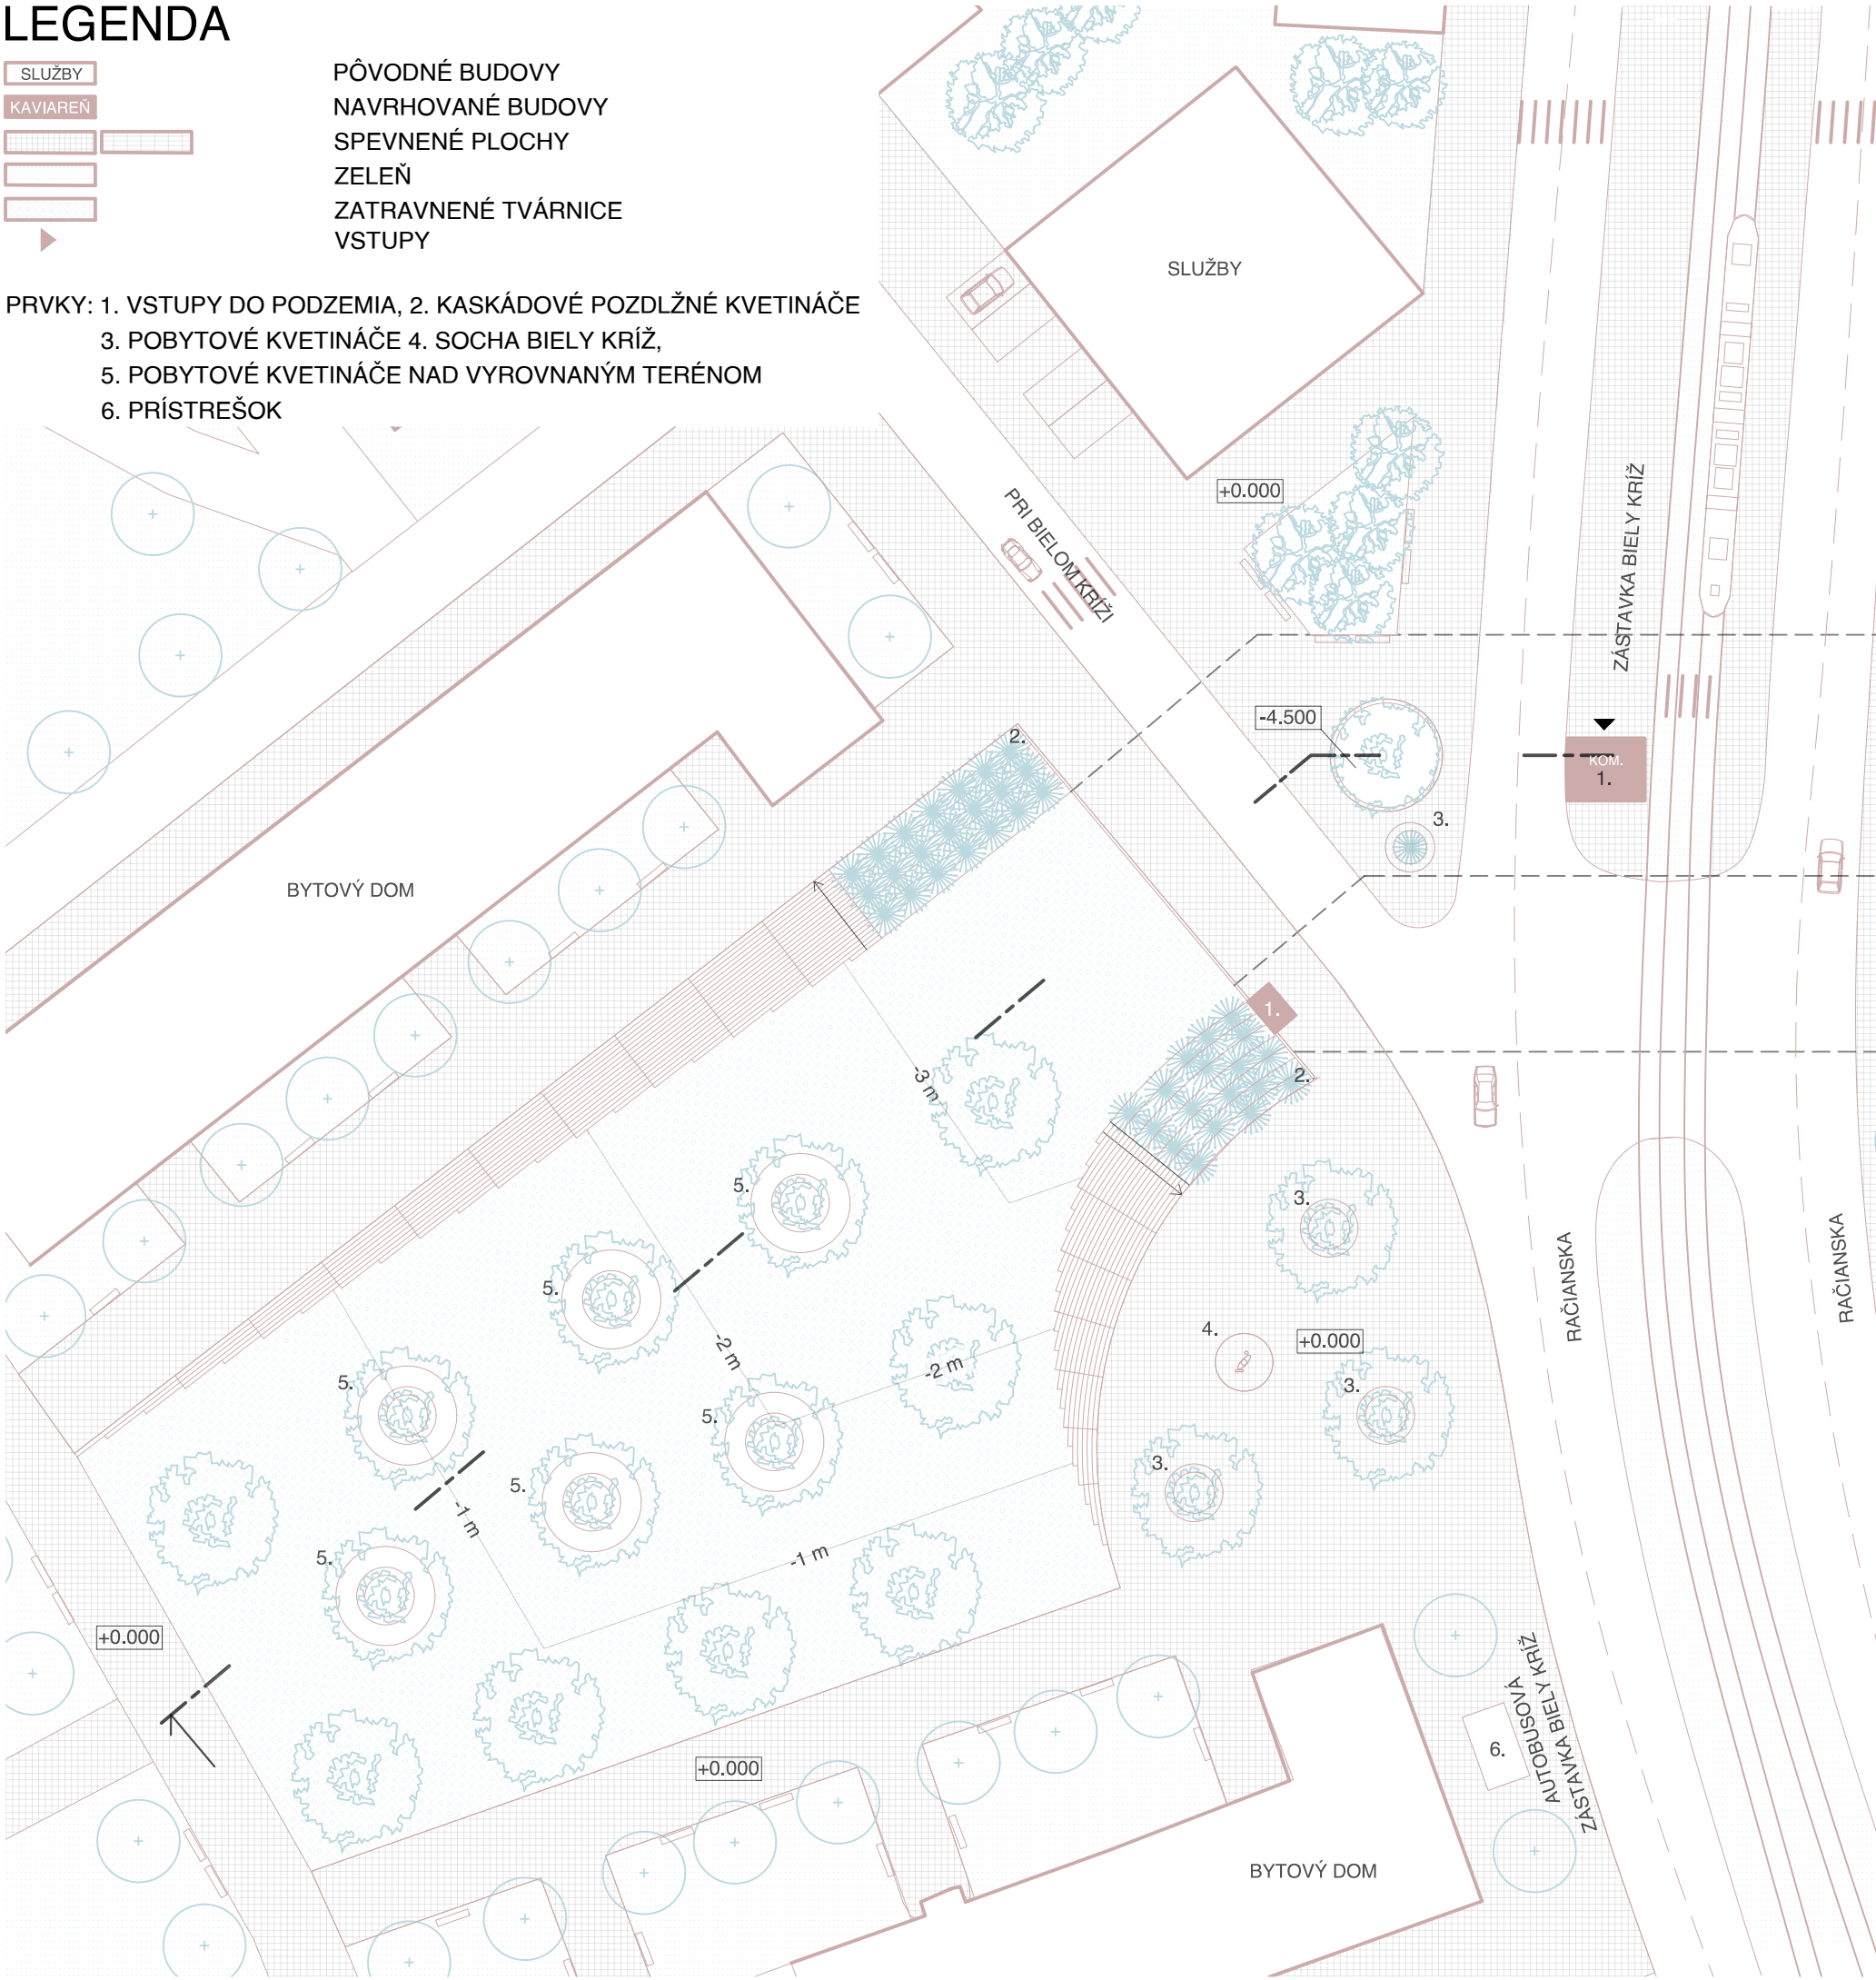 LEGENDA
SLUŽBY
PÔVODNÉ BUDOVY
KAVIAREŇ
NAVRHOVANÉ BUDOVY
SPEVNENÉ PLOCHY
ZELEŇ
ZATRAVNENÉ TVÁRNICE
VSTUPY
PRVKY: 1. VSTUPY DO PODZEMIA, 2. KASKÁDOVÉ POZDLŽNÉ KVETINÁČE
3. POBYTOVÉ KVETINÁČE 4. SOCHA BIELY KRÍŽ,
5. POBYTOVÉ KVETINÁČE NAD VYROVNANÝM TERÉNOM
6. PRÍSTREŠOK
SLUŽBY
+0.000
PRI BIELOM KRÍŽI
ZÁSTAVKA BIELY KRÍŽ
-4.500
2.
KOM.
1.
3.
BYTOVÝ DOM
1.
2.
-3 m
5.
3.
5.
4.
+0.000
RAČIANSKA
RAČIANSKA
-2 m
-2 m
5.
3.
5.
3.
5.
-1 m
-1 m
5.
+0.000
AUTOBUSOVÁ
ZÁSTAVKA BIELY KRÍŽ
6.
+0.000
BYTOVÝ DOM